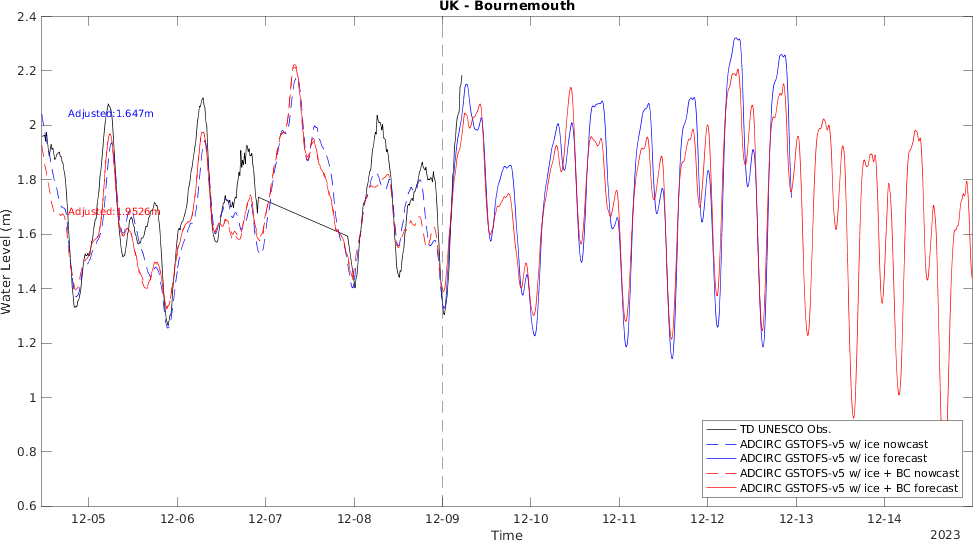 UK - Bournemouth
Water Level (m)
2.4
2.2
2
1.8
1.6
1.4
1.2
1
0.8
0.6
Adjusted:1.647m
Adjusted:1.9526m
TD UNESCO Obs.
ADCIRC GSTOFS-v5 w/ ice nowcast
ADCIRC GSTOFS-v5 w/ ice forecast
ADCIRC GSTOFS-v5 w/ ice + BC nowcast
ADCIRC GSTOFS-v5 w/ ice + BC forecast
12-05 12-06 12-07 12-08 12-09 12-10 12-11 12-12 12-13 12-14
Time
2023